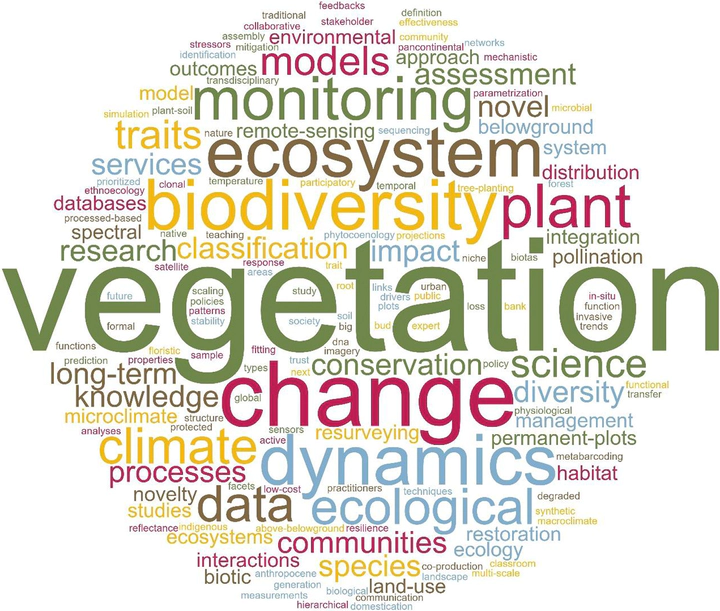 feedbacks
traditional definition
collaborative stakeholder effectiveness
assembly environmental community
stressors mitigation pancontinental networks
identification models approach mechanistic
outcomes assessment
transdisciplinary
model monitoring parametrization
simulation plant-soil novel microbial
traits nature remote-sensing sequencing belowground
services ecosystem system
distribution
prioritized clonal temperature participatory temporal tree-planting forest
ethnoecology
databases biodiversity plant
processed-based
spectral native teaching phytocoenology projections integration
research classification impact niche biotas pollination
satellite response trait
areas
vegetation
future scaling study root links urban in-situ
policies drivers public function
patterns plots loss bank
stability society soil invasive
formal big bud expert trends
functions floristic fitting dna
prediction properties sample trust imagery
types next conservation policy science
long-term
knowledge global change diversity functional
transfer
microclimate structure physiological
protected management
analyses sensors resurveying permanent-plots
climate active dynamics metabarcoding
processes habitat
facets low-cost practitioners techniques
novelty data ecological degraded
studies synthetic
macroclimate
reflectance indigenous above-belowground resilience
ecosystems restoration
communities ecology
interactions species classroom
co-production
biotic anthropocene landscape multi-scale
generation biological land-use
measurements communication
hierarchical domestication